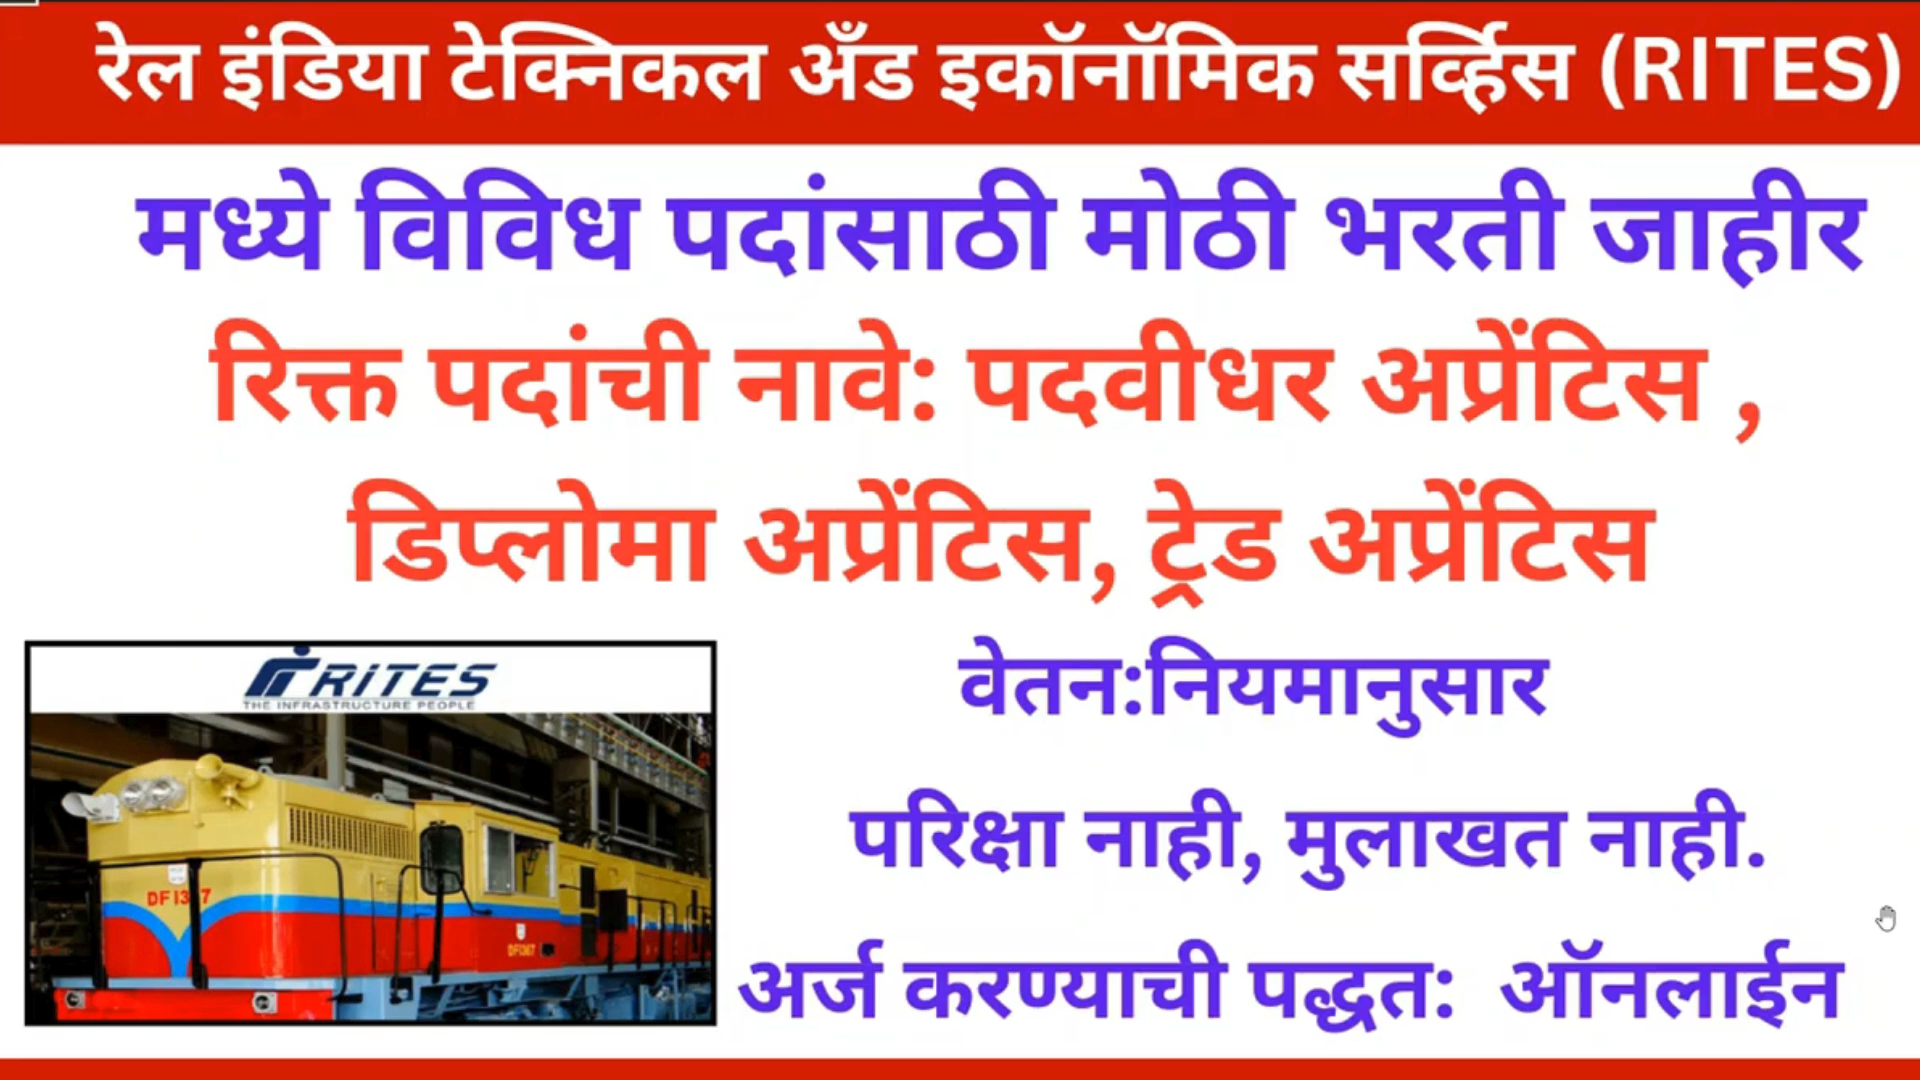 रेल इंडिया टेक्निकल अँड इकॉनॉमिक सर्व्हिस (RITES)
मध्ये विविध पदांसाठी मोठी भरती जाहीर
रिक्त पदांची नावे: पदवीधर अप्रेंटिस ,
डिप्लोमा अप्रेंटिस, ट्रेड अप्रेंटिस
RITES
THE INFRASTRUCTURE PEOPLE
वेतन:नियमानुसार
परिक्षा नाही, मुलाखत नाही.
DF1367
अर्ज करण्याची पद्धत: ऑनलाईन